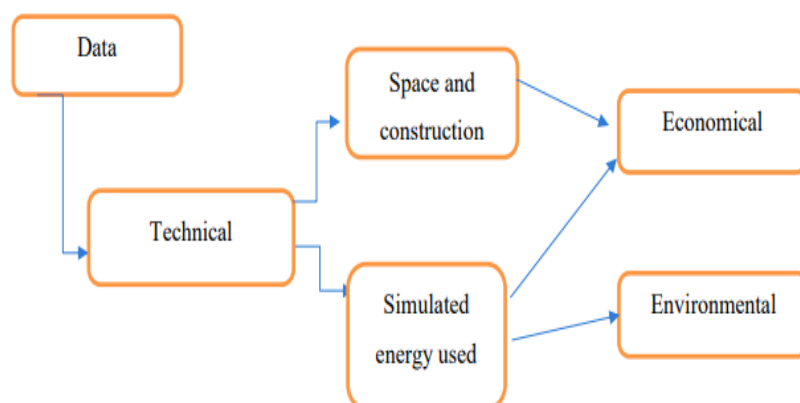 Data
Technical
Space and
construction
Simulated
energy used
Economical
Environmental